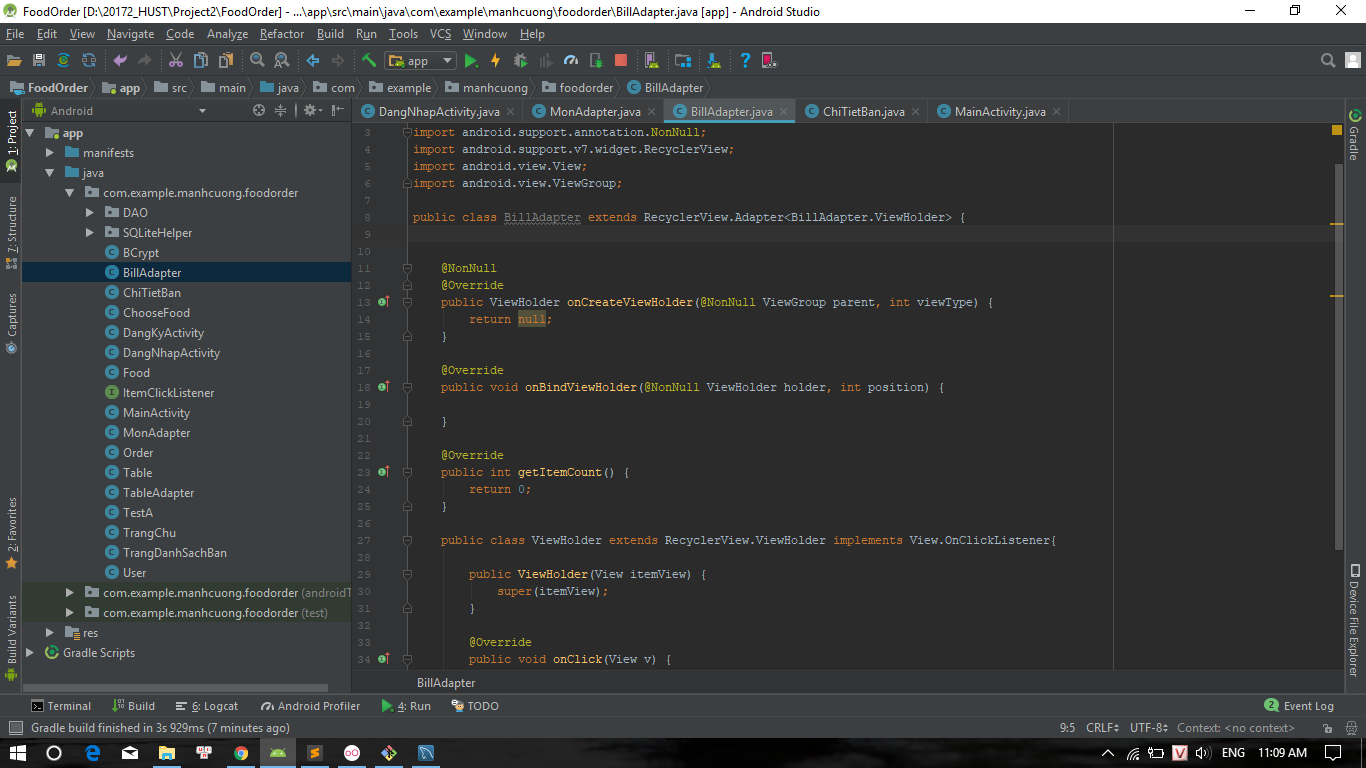 FoodOrder [D:\20172_HUST\Project2\FoodOrder] - ...\app\src\main\java\com\example\manhcuong\foodorder\BillAdapter.java [app] - Android Studio
File Edit View Navigate Code Analyze Refactor Build Run Tools VCS Window Help
app
FoodOrder app src main java com example manhcuong foodorder BillAdapter
Android
DangNhapActivity.java MonAdapter.java BillAdapter.java ChiTietBan.java MainActivity.java
1: Project
7: Structure
Captures
2: Favorites
Build Variants
app
manifests
java
com.example.manhcuong.foodorder
DAO
SQLiteHelper
BCrypt
BillAdapter
ChiTietBan
ChooseFood
DangKyActivity
DangNhapActivity
Food
ItemClickListener
MainActivity
MonAdapter
Order
Table
TableAdapter
TestA
TrangChu
TrangDanhSachBan
User
com.example.manhcuong.foodorder (androidT
com.example.manhcuong.foodorder (test)
res
Gradle Scripts
3 import android.support.annotation.NonNull;
4 import android.support.v7.widget.RecyclerView;
5 import android.view.View;
6 import android.view.ViewGroup;
7
8 public class BillAdapter extends RecyclerView.Adapter<BillAdapter.ViewHolder> {
9
10
11 @NonNull
12 @Override
13 public ViewHolder onCreateViewHolder(@NonNull ViewGroup parent, int viewType) {
14 return null;
15 }
16
17 @Override
18 public void onBindViewHolder(@NonNull ViewHolder holder, int position) {
19
20 }
21
22 @Override
23 public int getItemCount() {
24 return 0;
25 }
26
27 public class ViewHolder extends RecyclerView.ViewHolder implements View.OnClickListener{
28
29 public ViewHolder(View itemView) {
30 super(itemView);
31 }
32
33 @Override
34 public void onClick(View v) {
BillAdapter
Gradle
Device File Explorer
Terminal Build 6: Logcat Android Profiler 4: Run TODO 2 Event Log
Gradle build finished in 3s 929ms (7 minutes ago) 9:5 CRLF UTF-8 Context: <no context>
V ENG 11:09 AM